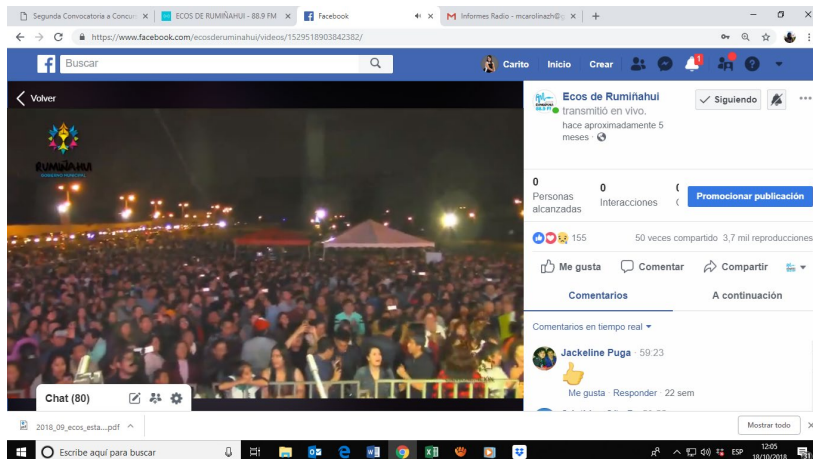 Segunda Convocatoria a Concurs
ECOS DE RUMIÑAHUI - 88.9 FM
Facebook
Informes Radio - mcarolinazh@g
https://www.facebook.com/ecosderuminahui/videos/1529518903842382/
Buscar
Carito
Inicio
Crear
1
Volver
RUMIÑAHUI
GOBIERNO MUNICIPAL
Ecos de Rumiñahui
transmitió en vivo.
hace aproximadamente 5
meses ·
Siguiendo
0
Personas
alcanzadas
0
Interacciones
Promocionar publicación
155
50 veces compartido 3,7 mil reproducciones
Me gusta
Comentar
Compartir
Comentarios
A continuación
Comentarios en tiempo real
Jackeline Puga · 59:23
Me gusta · Responder · 22 sem
Chat (80)
2018_09_ecos_esta....pdf
Mostrar todo
Escribe aquí para buscar
ESP
12:05
18/10/2018